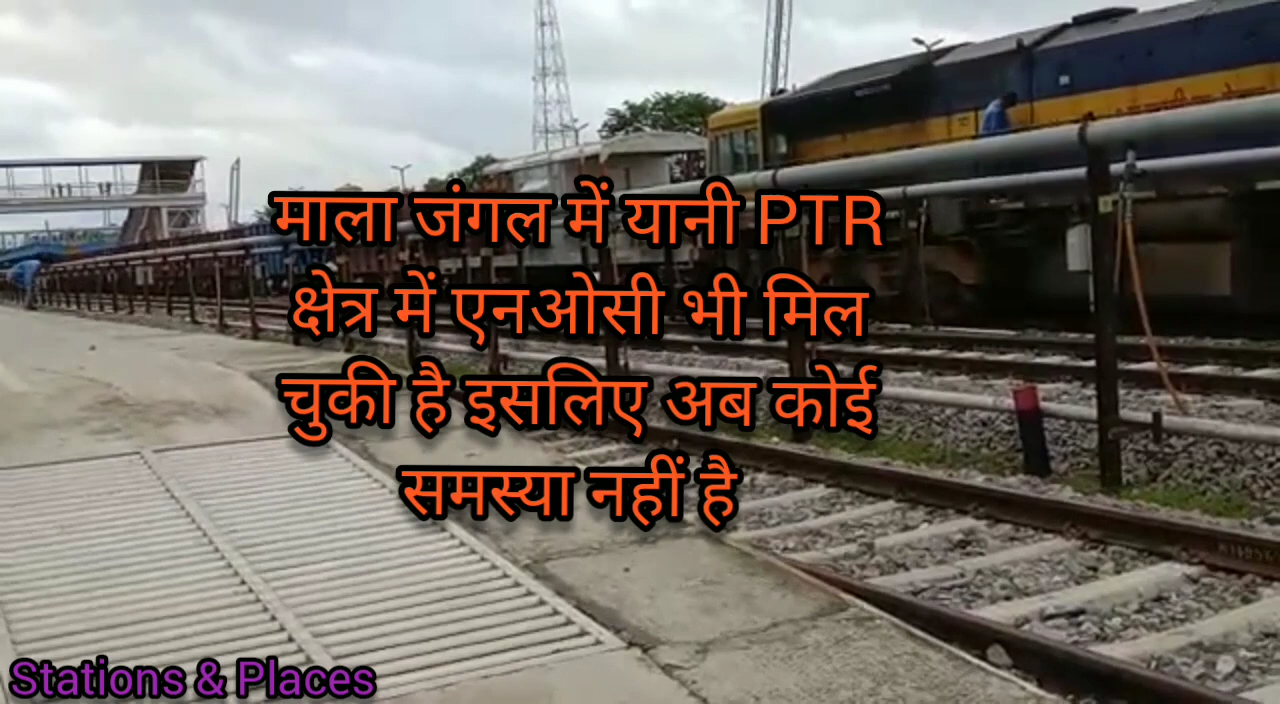 माला जंगल में यानी PTR
क्षेत्र में एनओसी भी मिल
चुकी है इसलिए अब कोई
समस्या नहीं है
Stations & Places